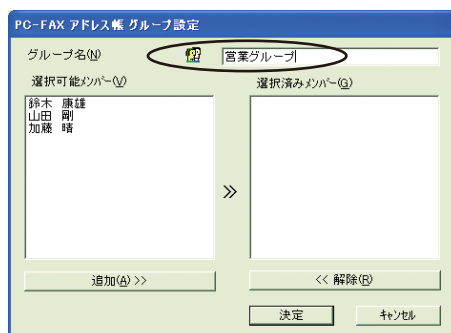 PC-FAX アドレス帳 グループ設定
グループ名(N) 営業グループ
選択可能メンバー(V) 選択済みメンバー(G)
鈴木 康雄
山田 剛
加藤 晴
»
追加(A) >> << 解除(R)
決定 キャンセル